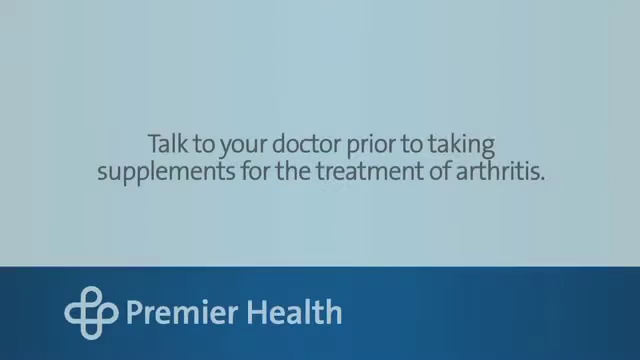 Talk to your doctor prior to taking
supplements for the treatment of arthritis.
Premier Health